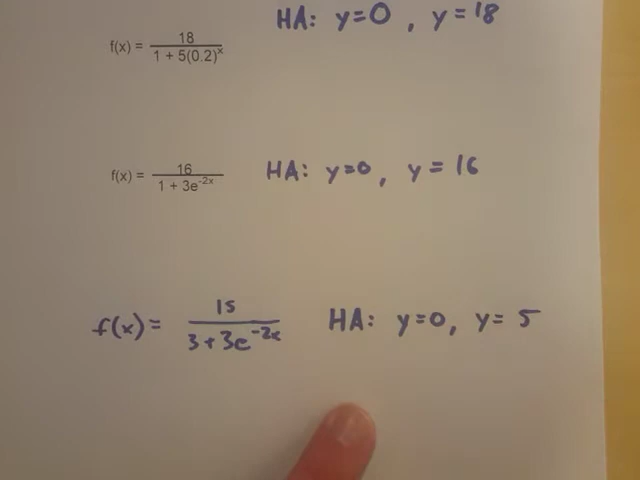 HA: y=0 , y=18
f(x) = 18 / 1 + 5(0.2)^x
f(x) = 16 / 1 + 3e^-2x HA: y=0, y=16
f(x)= 15 / 3+3e^-2x HA: y=0, y= 5